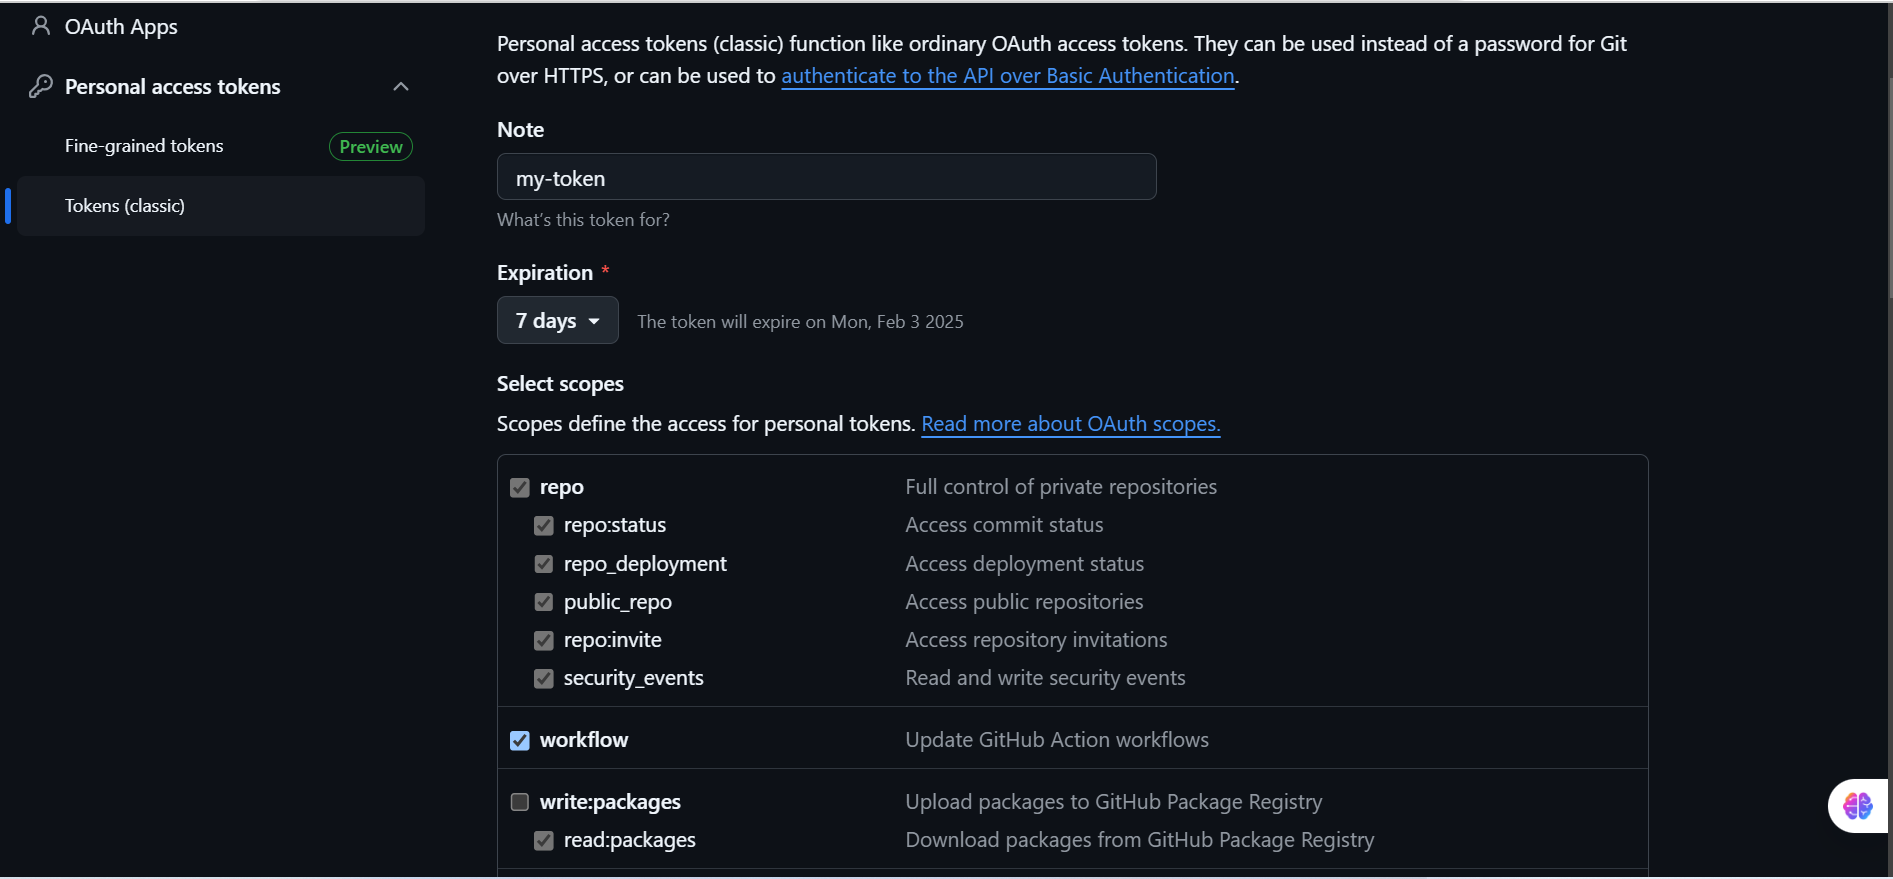 OAuth Apps
Personal access tokens
Fine-grained tokens Preview
Tokens (classic)
Personal access tokens (classic) function like ordinary OAuth access tokens. They can be used instead of a password for Git
over HTTPS, or can be used to authenticate to the API over Basic Authentication.
Note
my-token
What's this token for?
Expiration *
7 days The token will expire on Mon, Feb 3 2025
Select scopes
Scopes define the access for personal tokens. Read more about OAuth scopes.
repo Full control of private repositories
repo:status Access commit status
repo_deployment Access deployment status
public_repo Access public repositories
repo:invite Access repository invitations
security_events Read and write security events
workflow Update GitHub Action workflows
write:packages Upload packages to GitHub Package Registry
read:packages Download packages from GitHub Package Registry